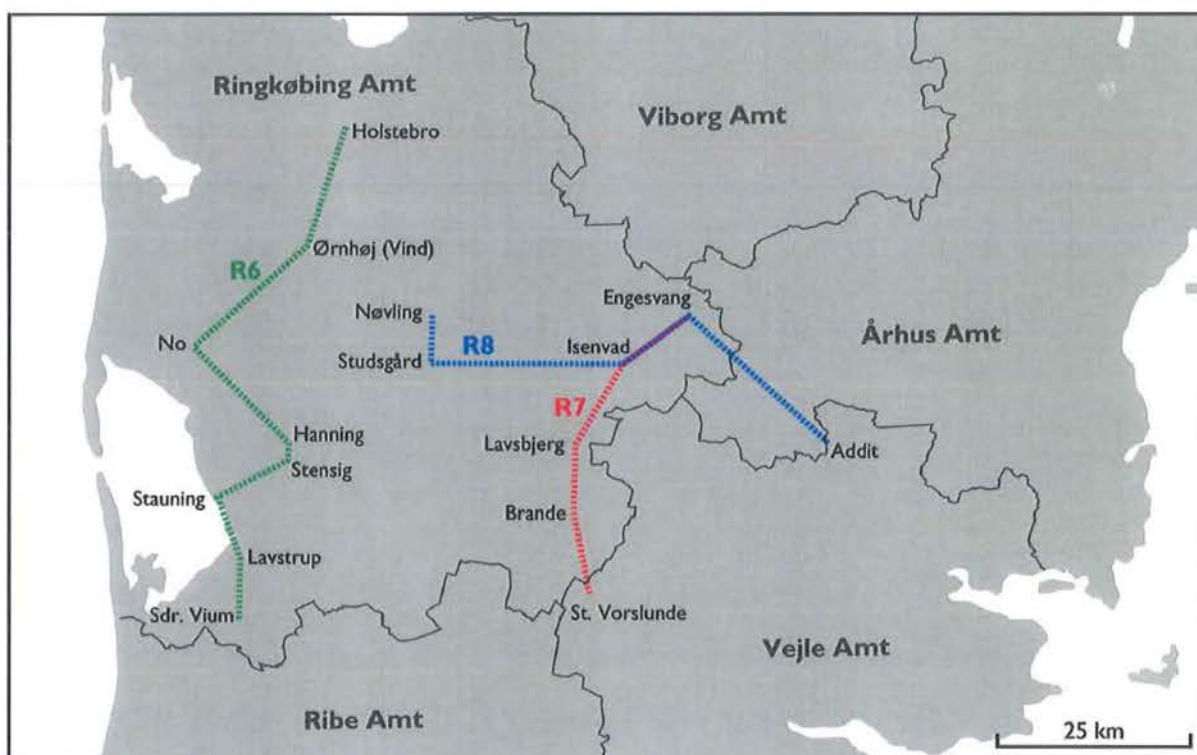 Ringkøbing Amt
Viborg Amt
Holstebro
Ørnhøj (Vind)
R6
Engesvang
Nøvling
No
R8
Isenvad
Århus Amt
Studsgård
R7
Hanning
Lavsbjerg
Addit
Stensig
Stauning
Brande
Lavstrup
Sdr. Vium
St. Vorslunde
Vejle Amt
Ribe Amt
25 km